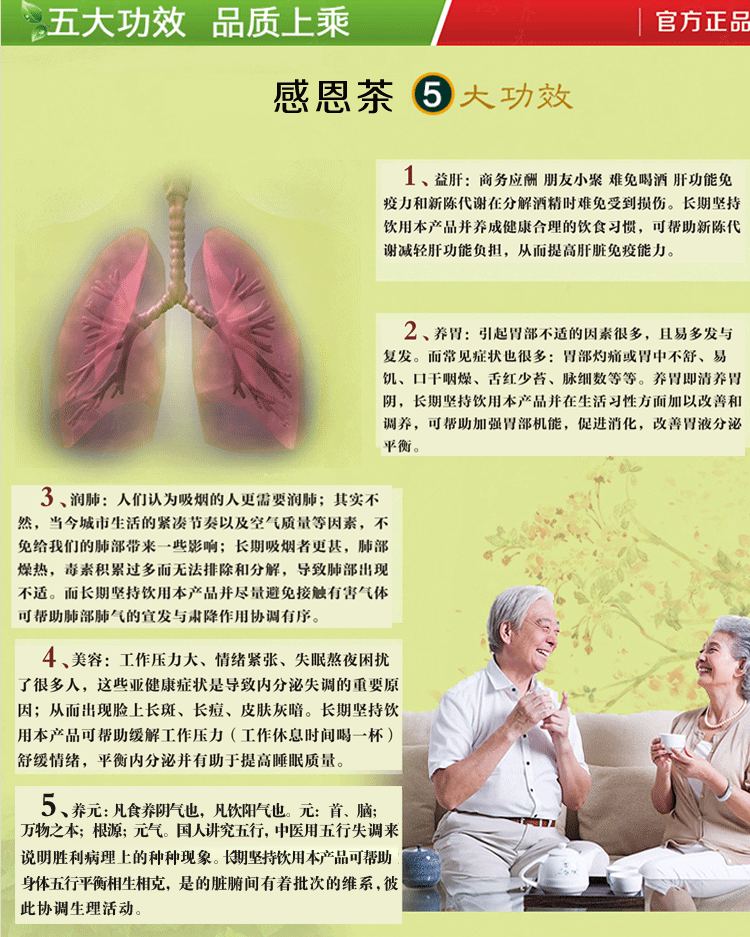 五大功效 品质上乘
官方正品
感恩茶 5 大功效
1、益肝：商务应酬 朋友小聚 难免喝酒 肝功能免
疫力和新陈代谢在分解酒精时难免受到损伤。长期坚持
饮用本产品并养成健康合理的饮食习惯，可帮助新陈代
谢减轻肝功能负担，从而提高肝脏免疫能力。
2、养胃：引起胃部不适的因素很多，且易多发与
复发。而常见症状也很多：胃部灼痛或胃中不舒、易
饥、口干咽燥、舌红少苔、脉细数等等。养胃即清养胃
阴，长期坚持饮用本产品并在生活习性方面加以改善和
调养，可帮助加强胃部机能，促进消化，改善胃液分泌
平衡。
3、润肺：人们认为吸烟的人更需要润肺；其实不
然，当今城市生活的紧凑节奏以及空气质量等因素，不
免给我们的肺部带来一些影响；长期吸烟者更甚，肺部
燥热，毒素积累过多而无法排除和分解，导致肺部出现
不适。而长期坚持饮用本产品并尽量避免接触有害气体
可帮助肺部肺气的宣发与肃降作用协调有序。
4、美容：工作压力大、情绪紧张、失眠熬夜困扰
了很多人，这些亚健康症状是导致内分泌失调的重要原
因；从而出现脸上长斑、长痘、皮肤灰暗。长期坚持饮
用本产品可帮助缓解工作压力（工作休息时间喝一杯）
舒缓情绪，平衡内分泌并有助于提高睡眠质量。
5、养元：凡食养阴气也，凡饮阳气也。元：首、脑；
万物之本；根源；元气。国人讲究五行，中医用五行失调来
说明胜利病理上的种种现象。长期坚持饮用本产品可帮助
身体五行平衡相生相克，是的脏腑间有着批次的维系，彼
此协调生理活动。